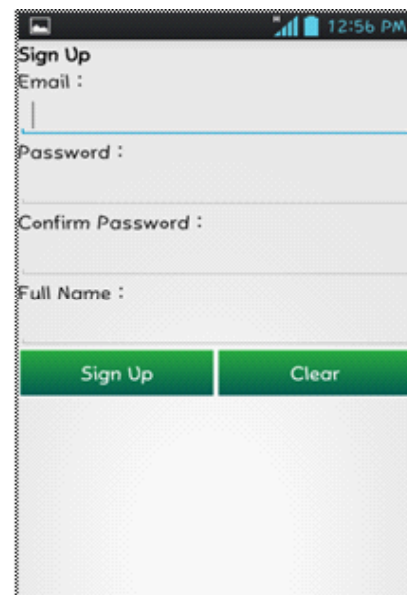 12:56 PM
Sign Up
Email :
Password :
Confirm Password :
Full Name :
Sign Up Clear